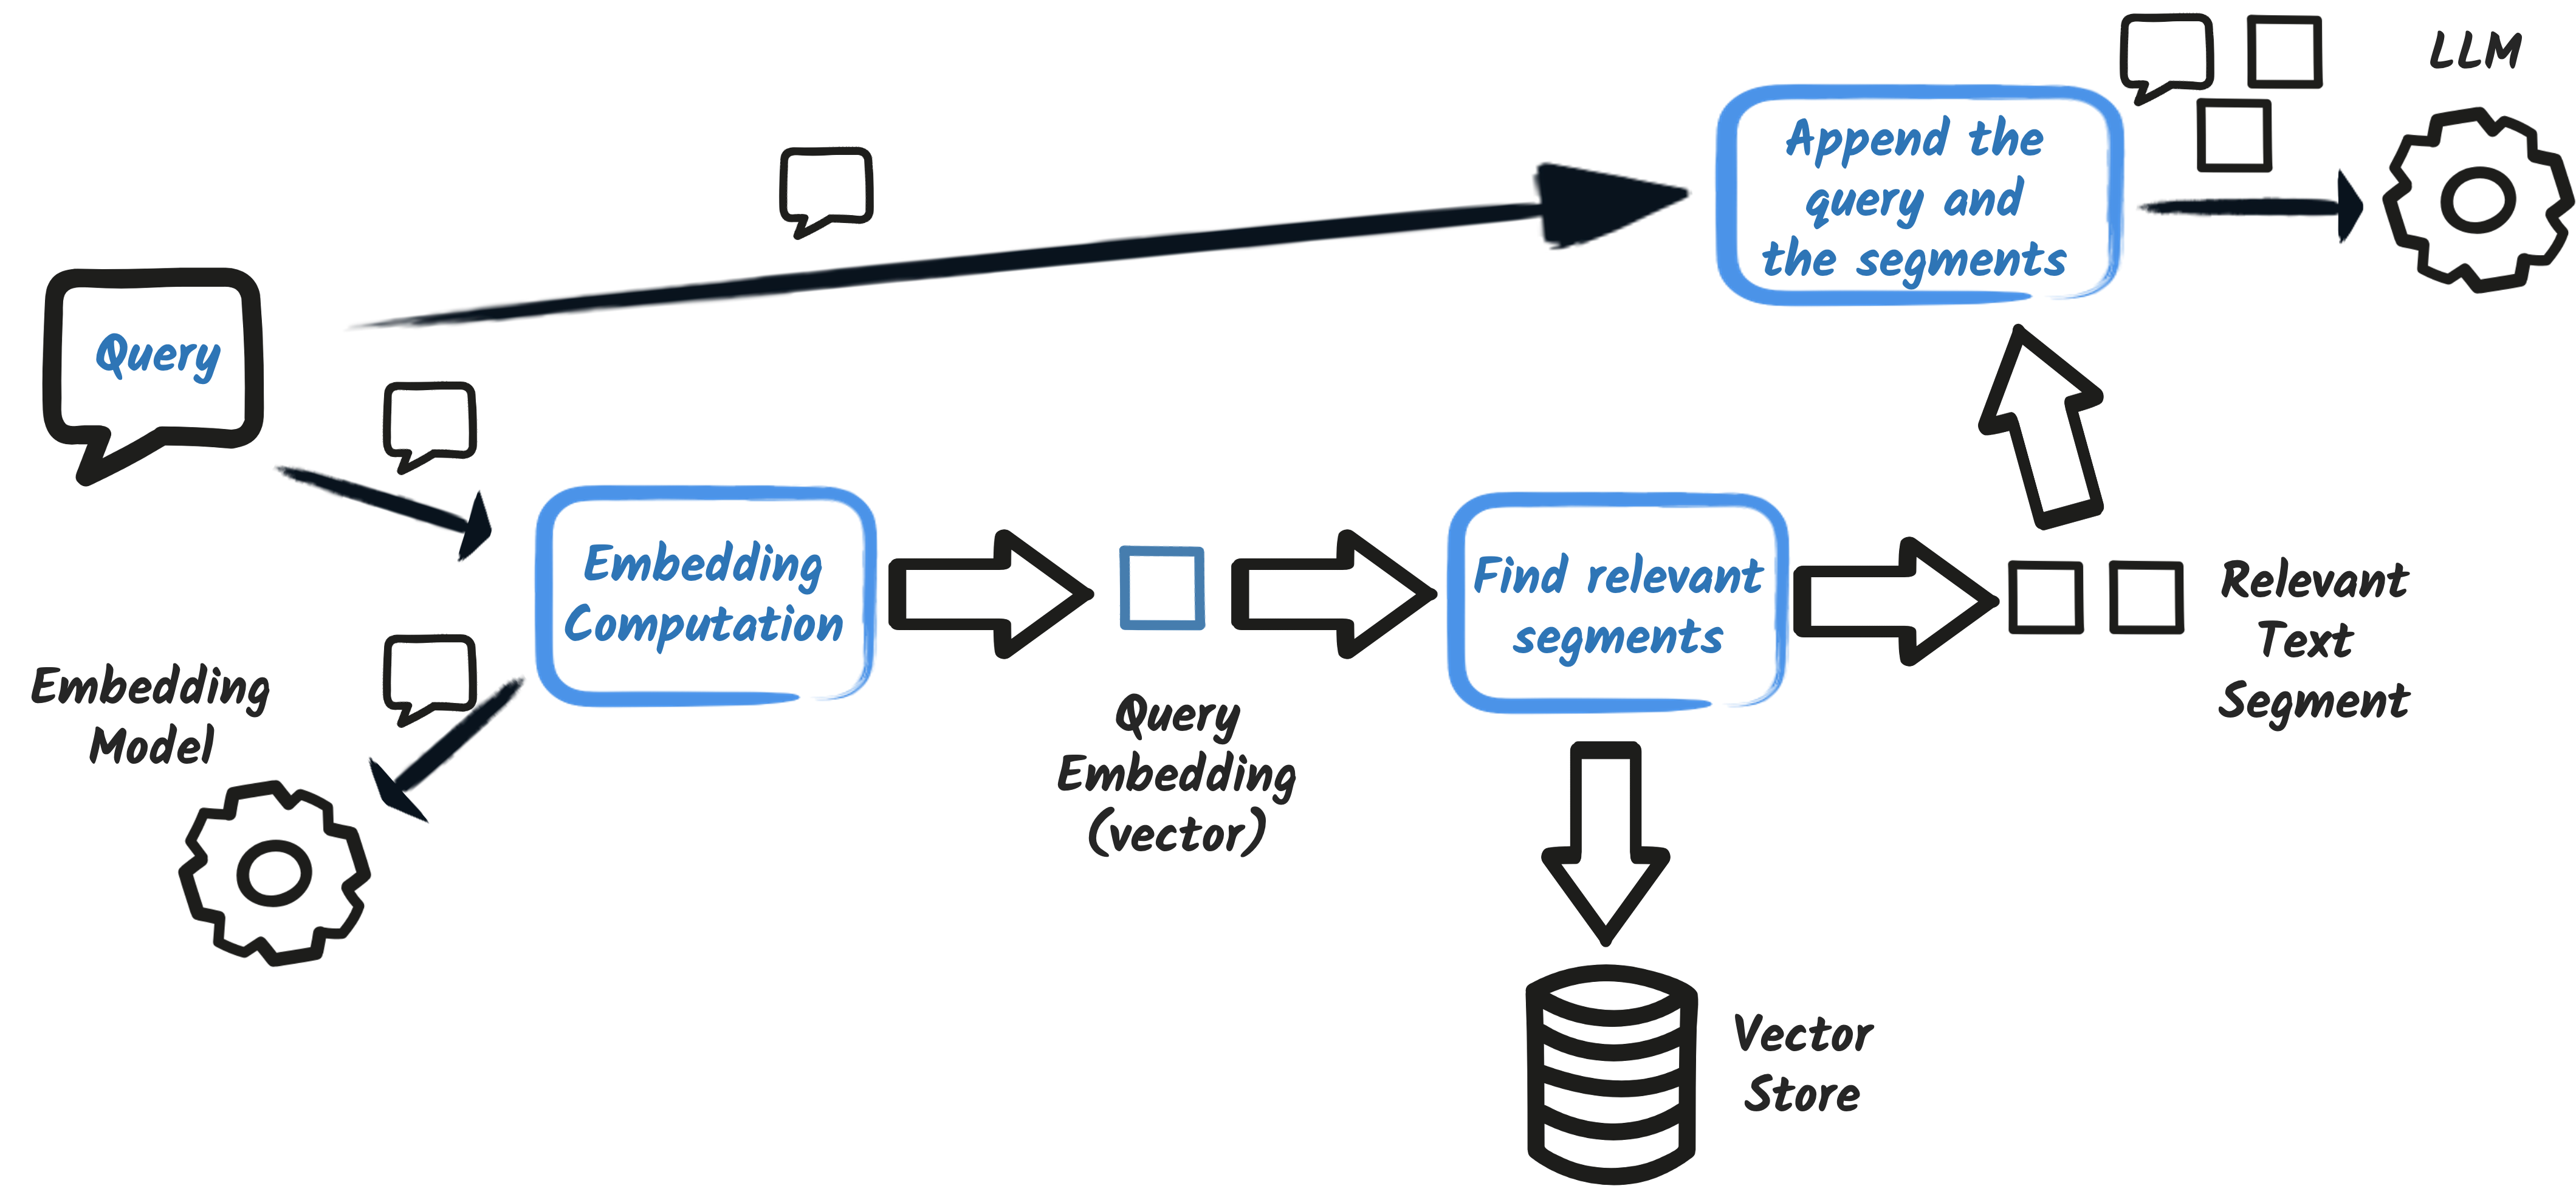 LLM
Append the
query and
the segments
Query
Embedding
Computation
Find relevant
segments
Relevant
Text
Segment
Embedding
Model
Query
Embedding
(vector)
Vector
Store